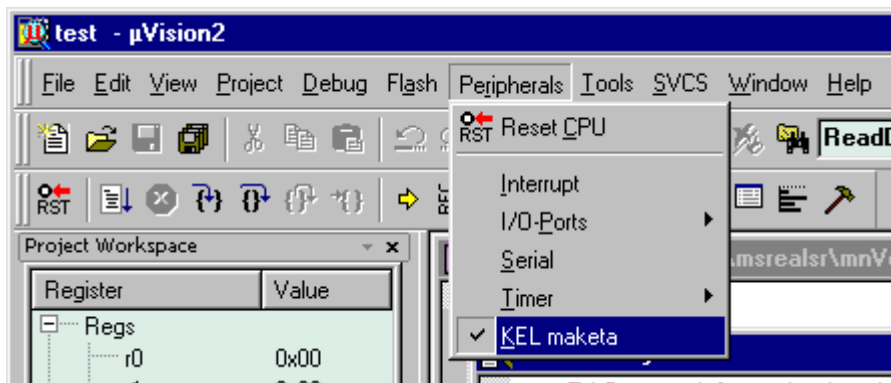 test - µVision2
File Edit View Project Debug Flash Peripherals Tools SVCS Window Help
RST Reset CPU
RST
Interrupt
I/O-Ports
Serial
Timer
KEL maketa
Project Workspace
Register Value
Regs
r0 0x00